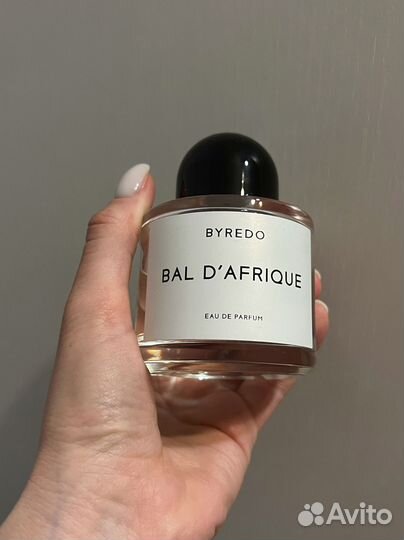 BYREDO
BAL D'AFRIQUE
EAU DE PARFUM
Avito